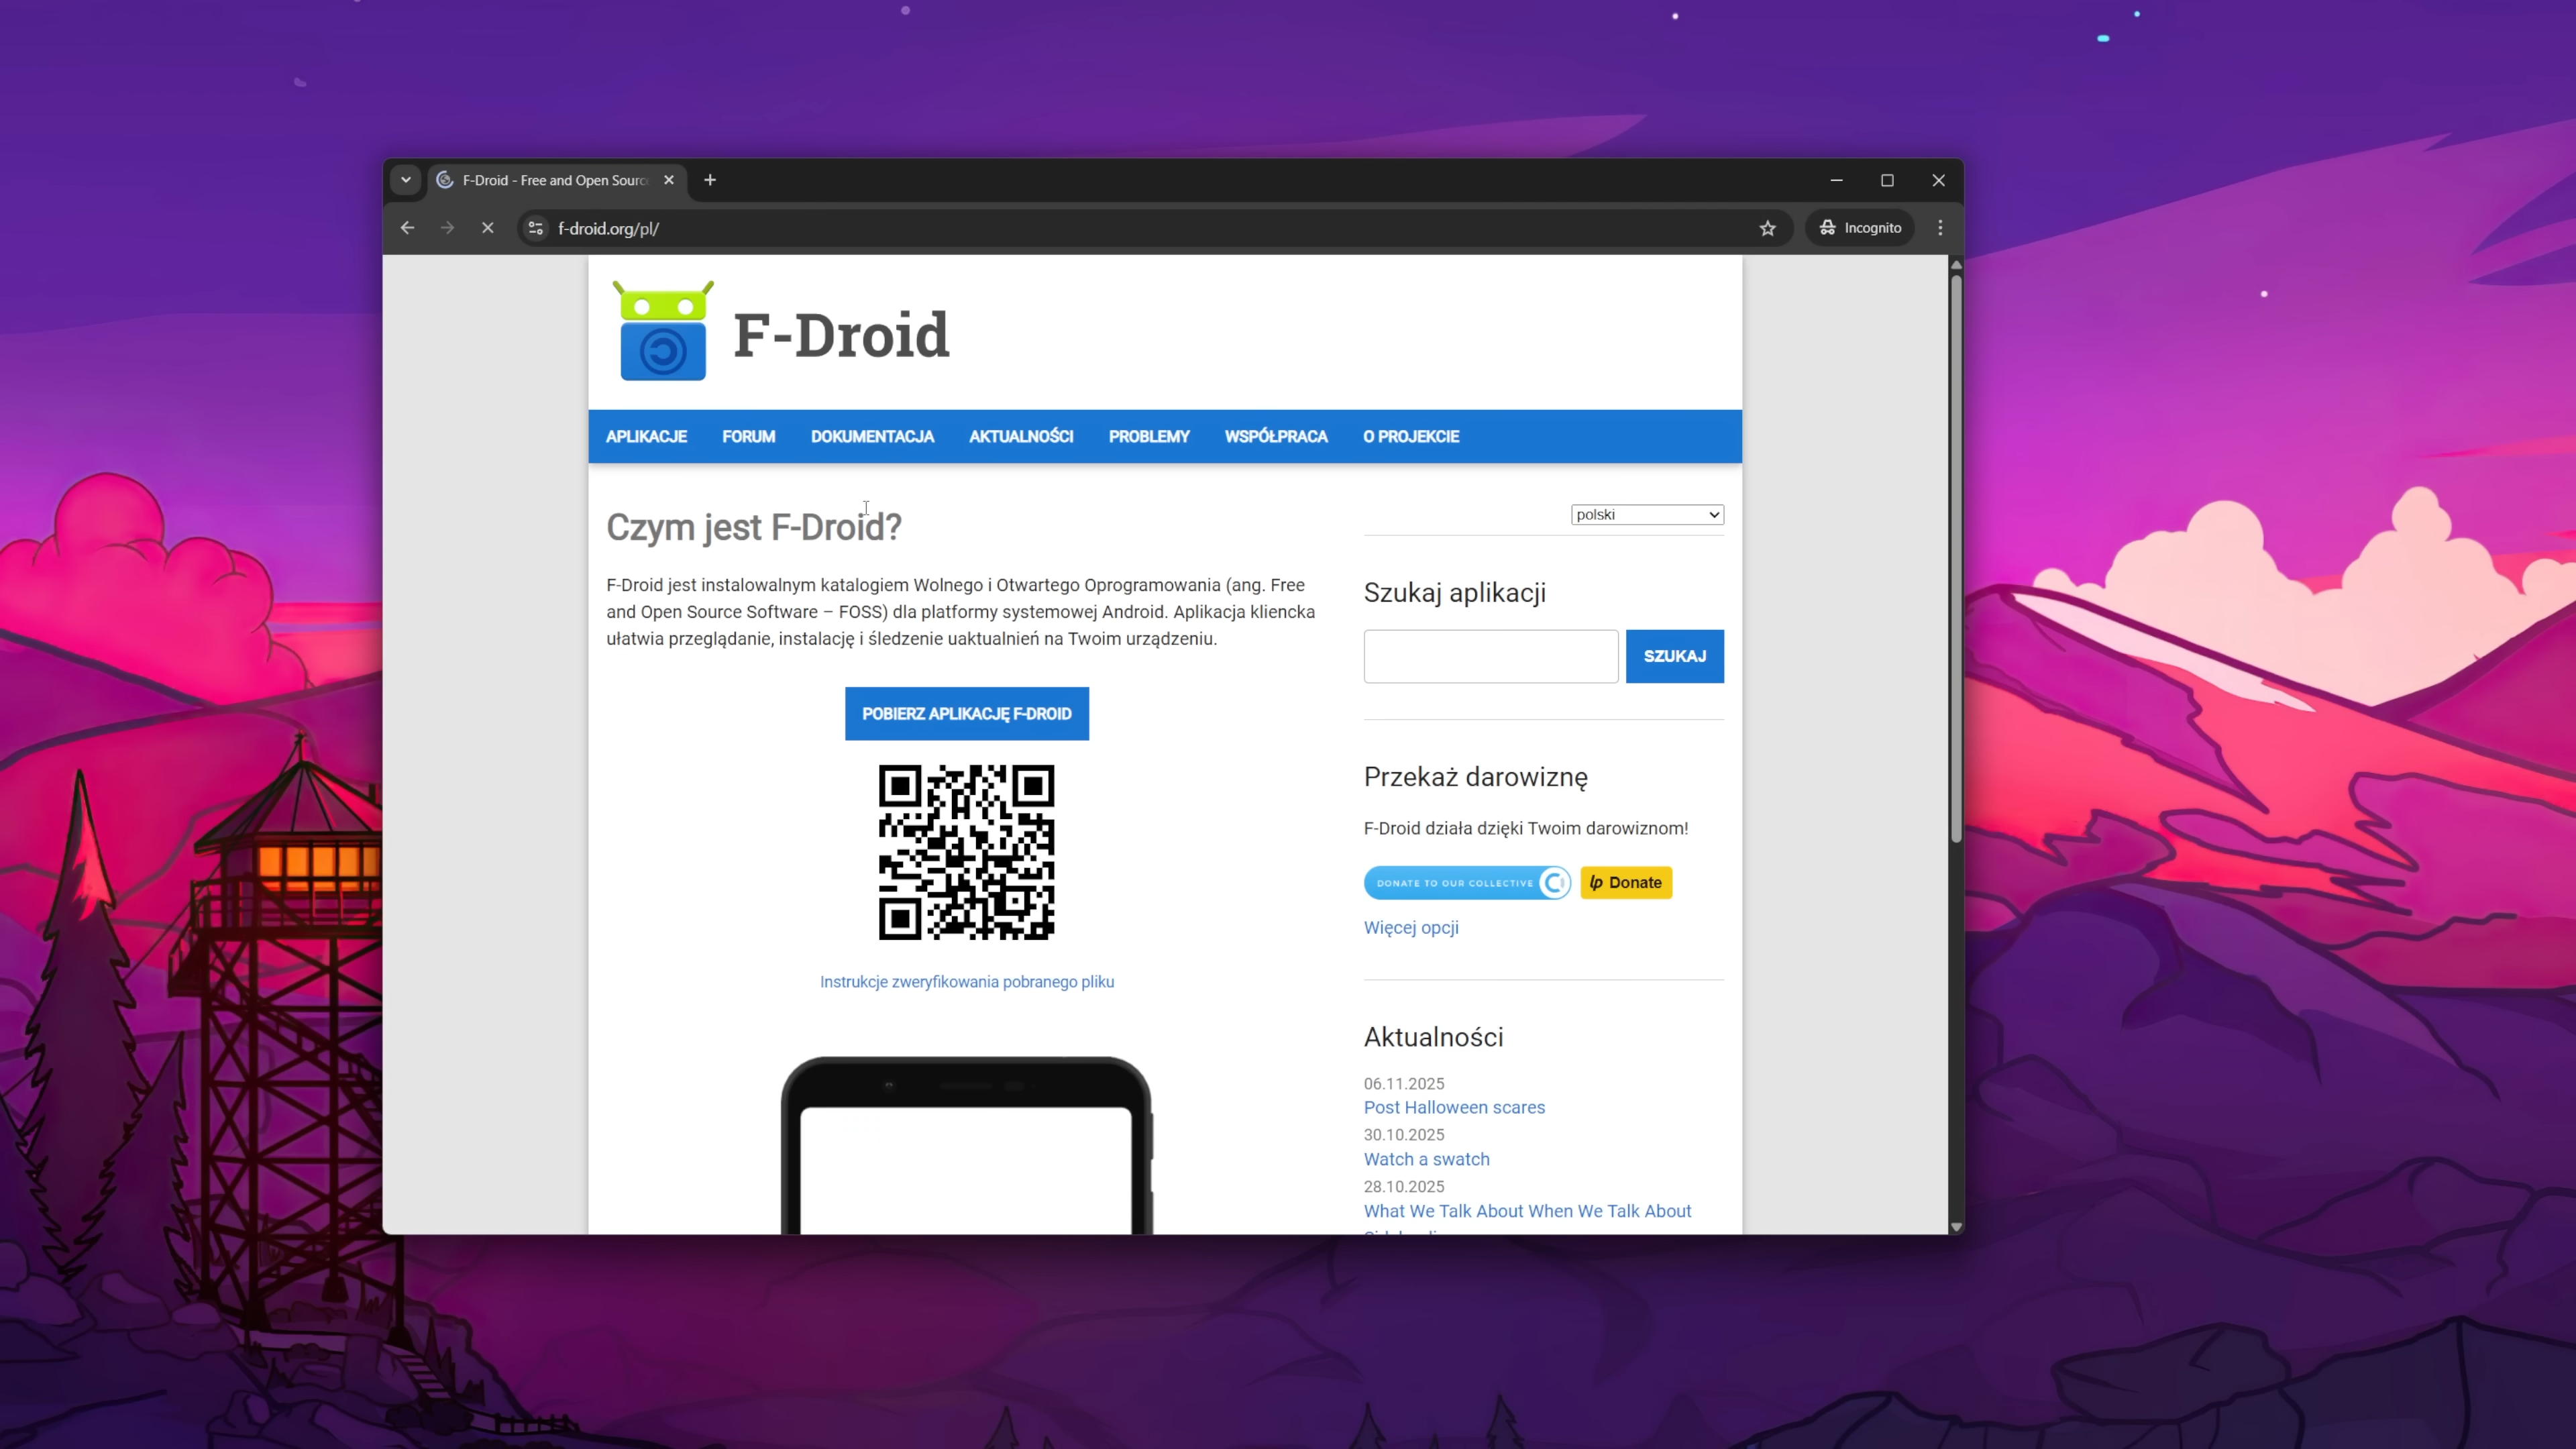 F-Droid - Free and Open Sourc
f-droid.org/pl/
Incognito
F-Droid
APLIKACJE FORUM DOKUMENTACJA AKTUALNOŚCI PROBLEMY WSPÓŁPRACA O PROJEKCIE
Czym jest F-Droid?
F-Droid jest instalowalnym katalogiem Wolnego i Otwartego Oprogramowania (ang. Free
and Open Source Software – FOSS) dla platformy systemowej Android. Aplikacja kliencka
ułatwia przeglądanie, instalację i śledzenie uaktualnień na Twoim urządzeniu.
POBIERZ APLIKACJĘ F-DROID
Instrukcje zweryfikowania pobranego pliku
polski
Szukaj aplikacji
SZUKAJ
Przekaż darowiznę
F-Droid działa dzięki Twoim darowiznom!
DONATE TO OUR COLLECTIVE
lp Donate
Więcej opcji
Aktualności
06.11.2025
Post Halloween scares
30.10.2025
Watch a swatch
28.10.2025
What We Talk About When We Talk About